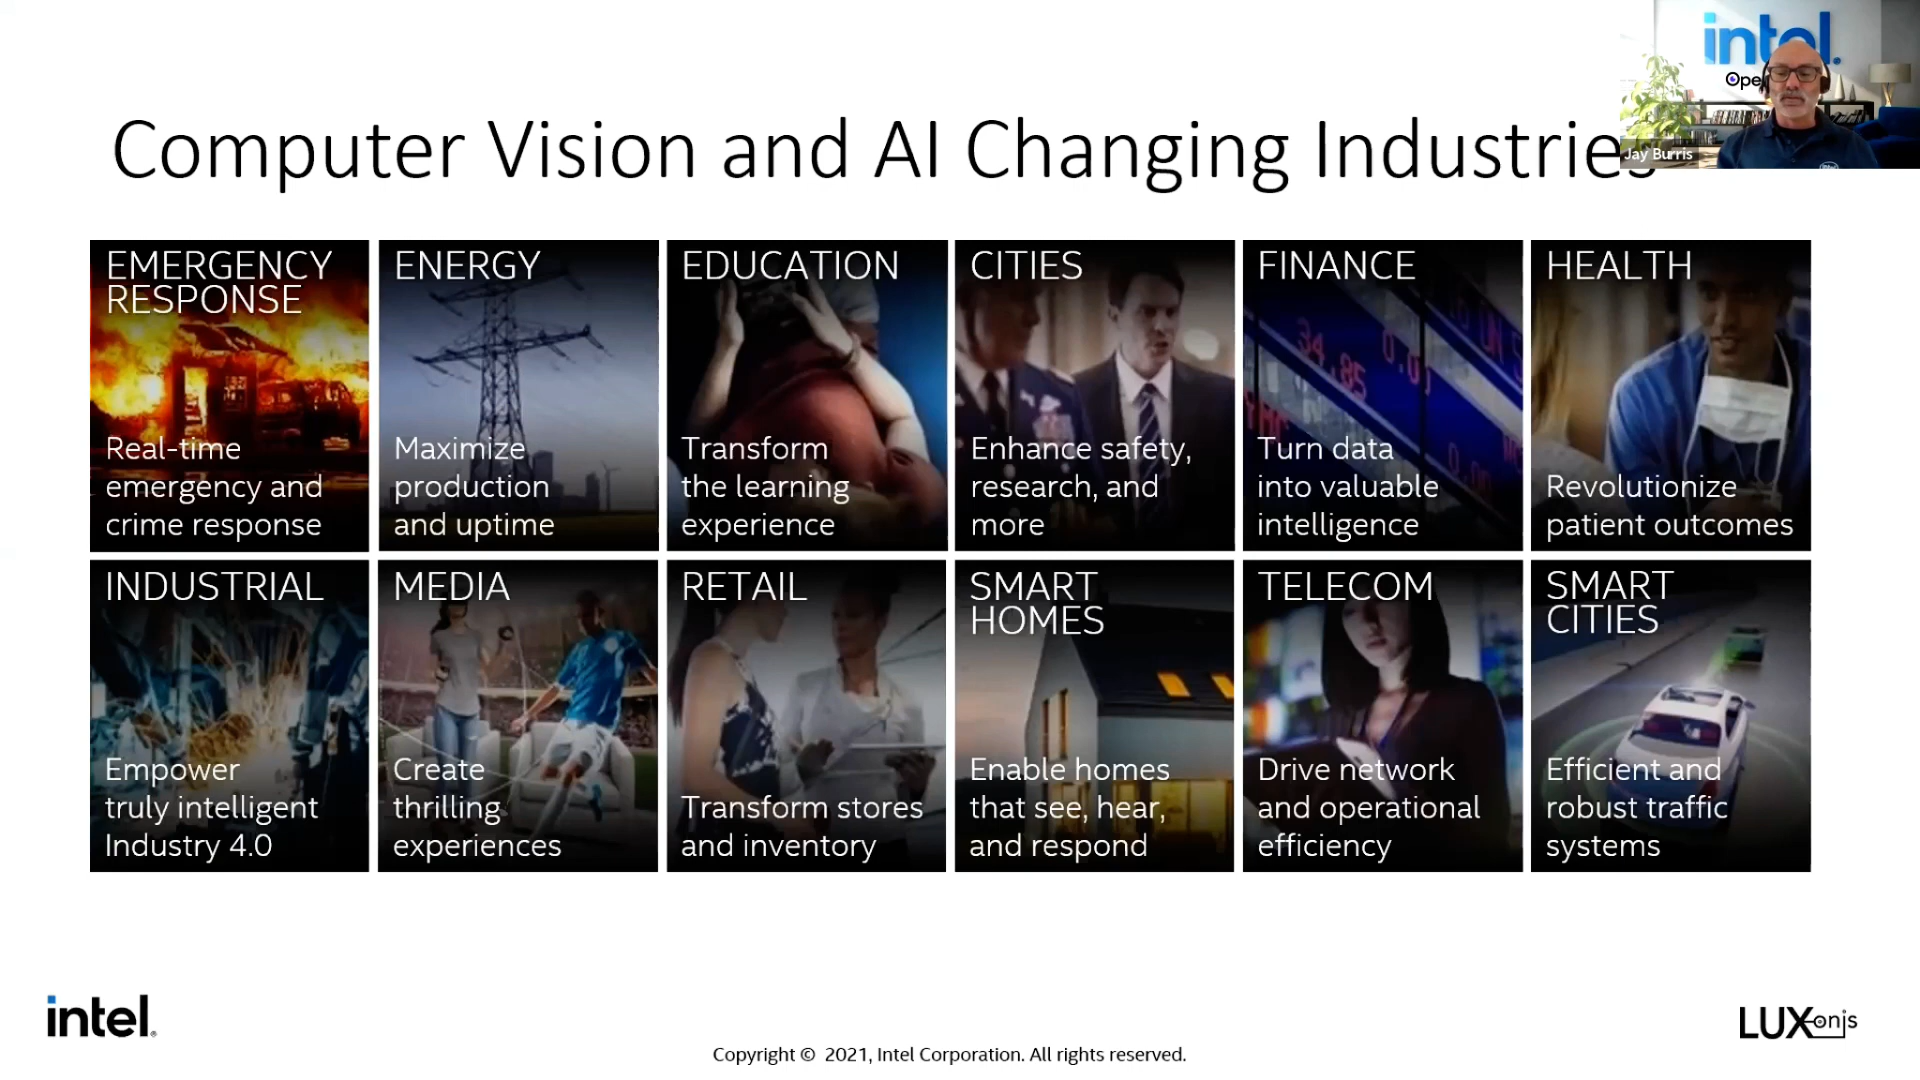 intel.
Ope
Jay Burris
Computer Vision and AI Changing Industries
EMERGENCY
RESPONSE
Real-time
emergency and
crime response
ENERGY
Maximize
production
and uptime
EDUCATION
Transform
the learning
experience
CITIES
Enhance safety,
research, and
more
FINANCE
34.85
Turn data
into valuable
intelligence
HEALTH
Revolutionize
patient outcomes
INDUSTRIAL
Empower
truly intelligent
Industry 4.0
MEDIA
Create
thrilling
experiences
RETAIL
Transform stores
and inventory
SMART
HOMES
Enable homes
that see, hear,
and respond
TELECOM
Drive network
and operational
efficiency
SMART
CITIES
Efficient and
robust traffic
systems
intel.
LUXonis
Copyright © 2021, Intel Corporation. All rights reserved.